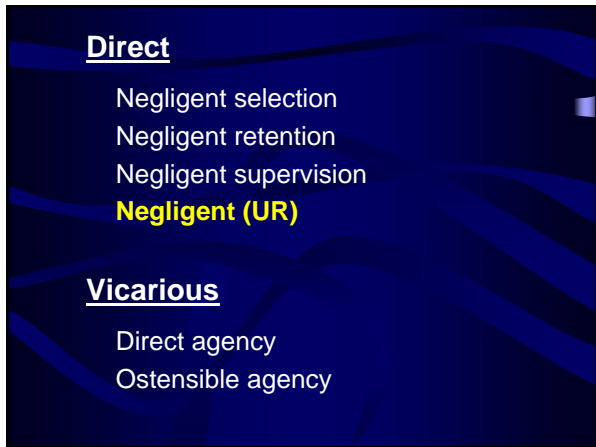 Direct
Negligent selection
Negligent retention
Negligent supervision
Negligent (UR)
Vicarious
Direct agency
Ostensible agency